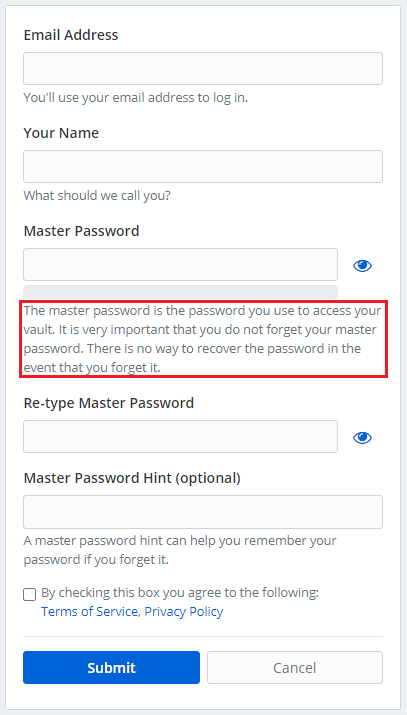 Email Address
You'll use your email address to log in.
Your Name
What should we call you?
Master Password
The master password is the password you use to access your
vault. It is very important that you do not forget your master
password. There is no way to recover the password in the
event that you forget it.
Re-type Master Password
Master Password Hint (optional)
A master password hint can help you remember your
password if you forget it.
By checking this box you agree to the following:
Terms of Service, Privacy Policy
Submit
Cancel